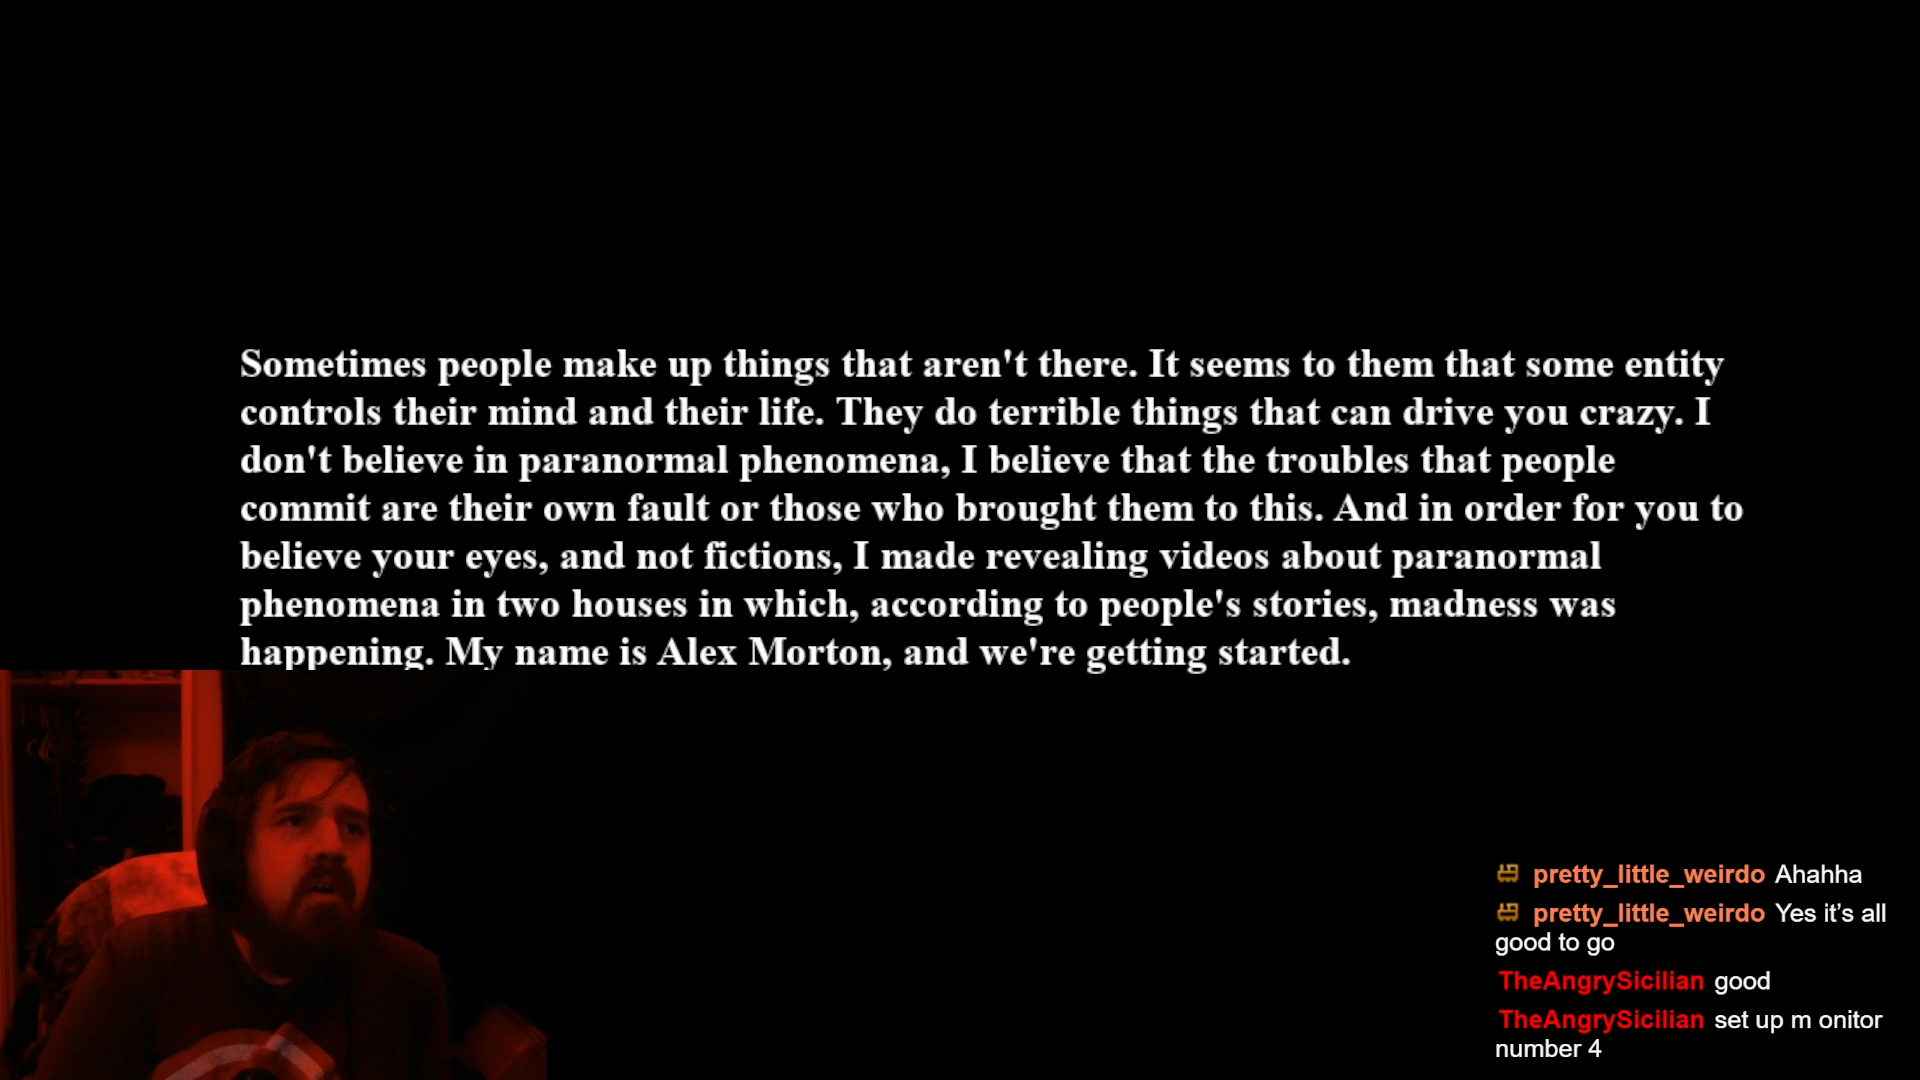 Sometimes people make up things that aren't there. It seems to them that some entity
controls their mind and their life. They do terrible things that can drive you crazy. I
don't believe in paranormal phenomena, I believe that the troubles that people
commit are their own fault or those who brought them to this. And in order for you to
believe your eyes, and not fictions, I made revealing videos about paranormal
phenomena in two houses in which, according to people's stories, madness was
happening. My name is Alex Morton, and we're getting started.
pretty_little_weirdo Ahahha
pretty_little_weirdo Yes it’s all
good to go
TheAngrySicilian good
TheAngrySicilian set up m onitor
number 4